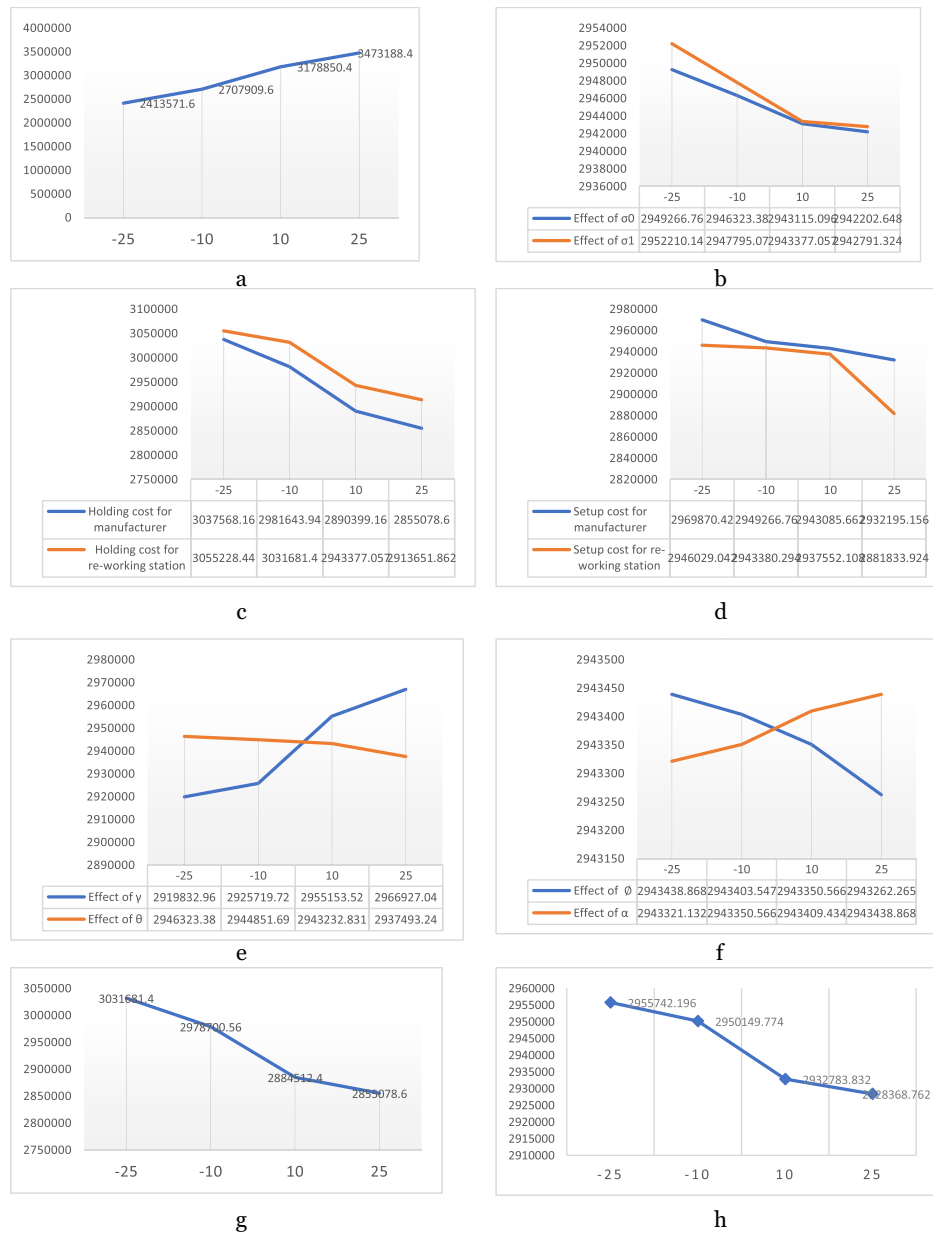 4000000
3500000
3000000
2500000
2000000
1500000
1000000
500000
0
2413571.6
2707909.6
3178850.4
3473188.4
-25 -10 10 25
a
2954000
2952000
2950000
2948000
2946000
2944000
2942000
2940000
2938000
2936000
-25 -10 10 25
Effect of σ0 2949266.76 2946323.38 2943115.096 2942202.648
Effect of σ1 2952210.14 2947795.07 2943377.057 2942791.324
b
3100000
3050000
3000000
2950000
2900000
2850000
2800000
2750000
-25 -10 10 25
Holding cost for
manufacturer
3037568.16 2981643.94 2890399.16 2855078.6
Holding cost for
re-working station
3055228.44 3031681.4 2943377.057 2913651.862
c
2980000
2960000
2940000
2920000
2900000
2880000
2860000
2840000
2820000
-25 -10 10 25
Setup cost for
manufacturer
2969870.42 2949266.76 2943085.662 2932195.156
Setup cost for re-
working station
2946029.042 2943380.294 2937552.108 2881833.924
d
2980000
2970000
2960000
2950000
2940000
2930000
2920000
2910000
2900000
2890000
-25 -10 10 25
Effect of γ 2919832.96 2925719.72 2955153.52 2966927.04
Effect of θ 2946323.38 2944851.69 2943232.831 2937493.24
e
2943500
2943450
2943400
2943350
2943300
2943250
2943200
2943150
-25 -10 10 25
Effect of Ø 2943438.868 2943403.547 2943350.566 2943262.265
Effect of α 2943321.132 2943350.566 2943409.434 2943438.868
f
3050000
3000000
2950000
2900000
2850000
2800000
2750000
3031681.4
2978700.56
2884512.4
2855078.6
-25 -10 10 25
g
2960000
2955000
2950000
2945000
2940000
2935000
2930000
2925000
2920000
2915000
2910000
2955742.196
2950149.774
2932783.832
2928368.762
-25 -10 10 25
h